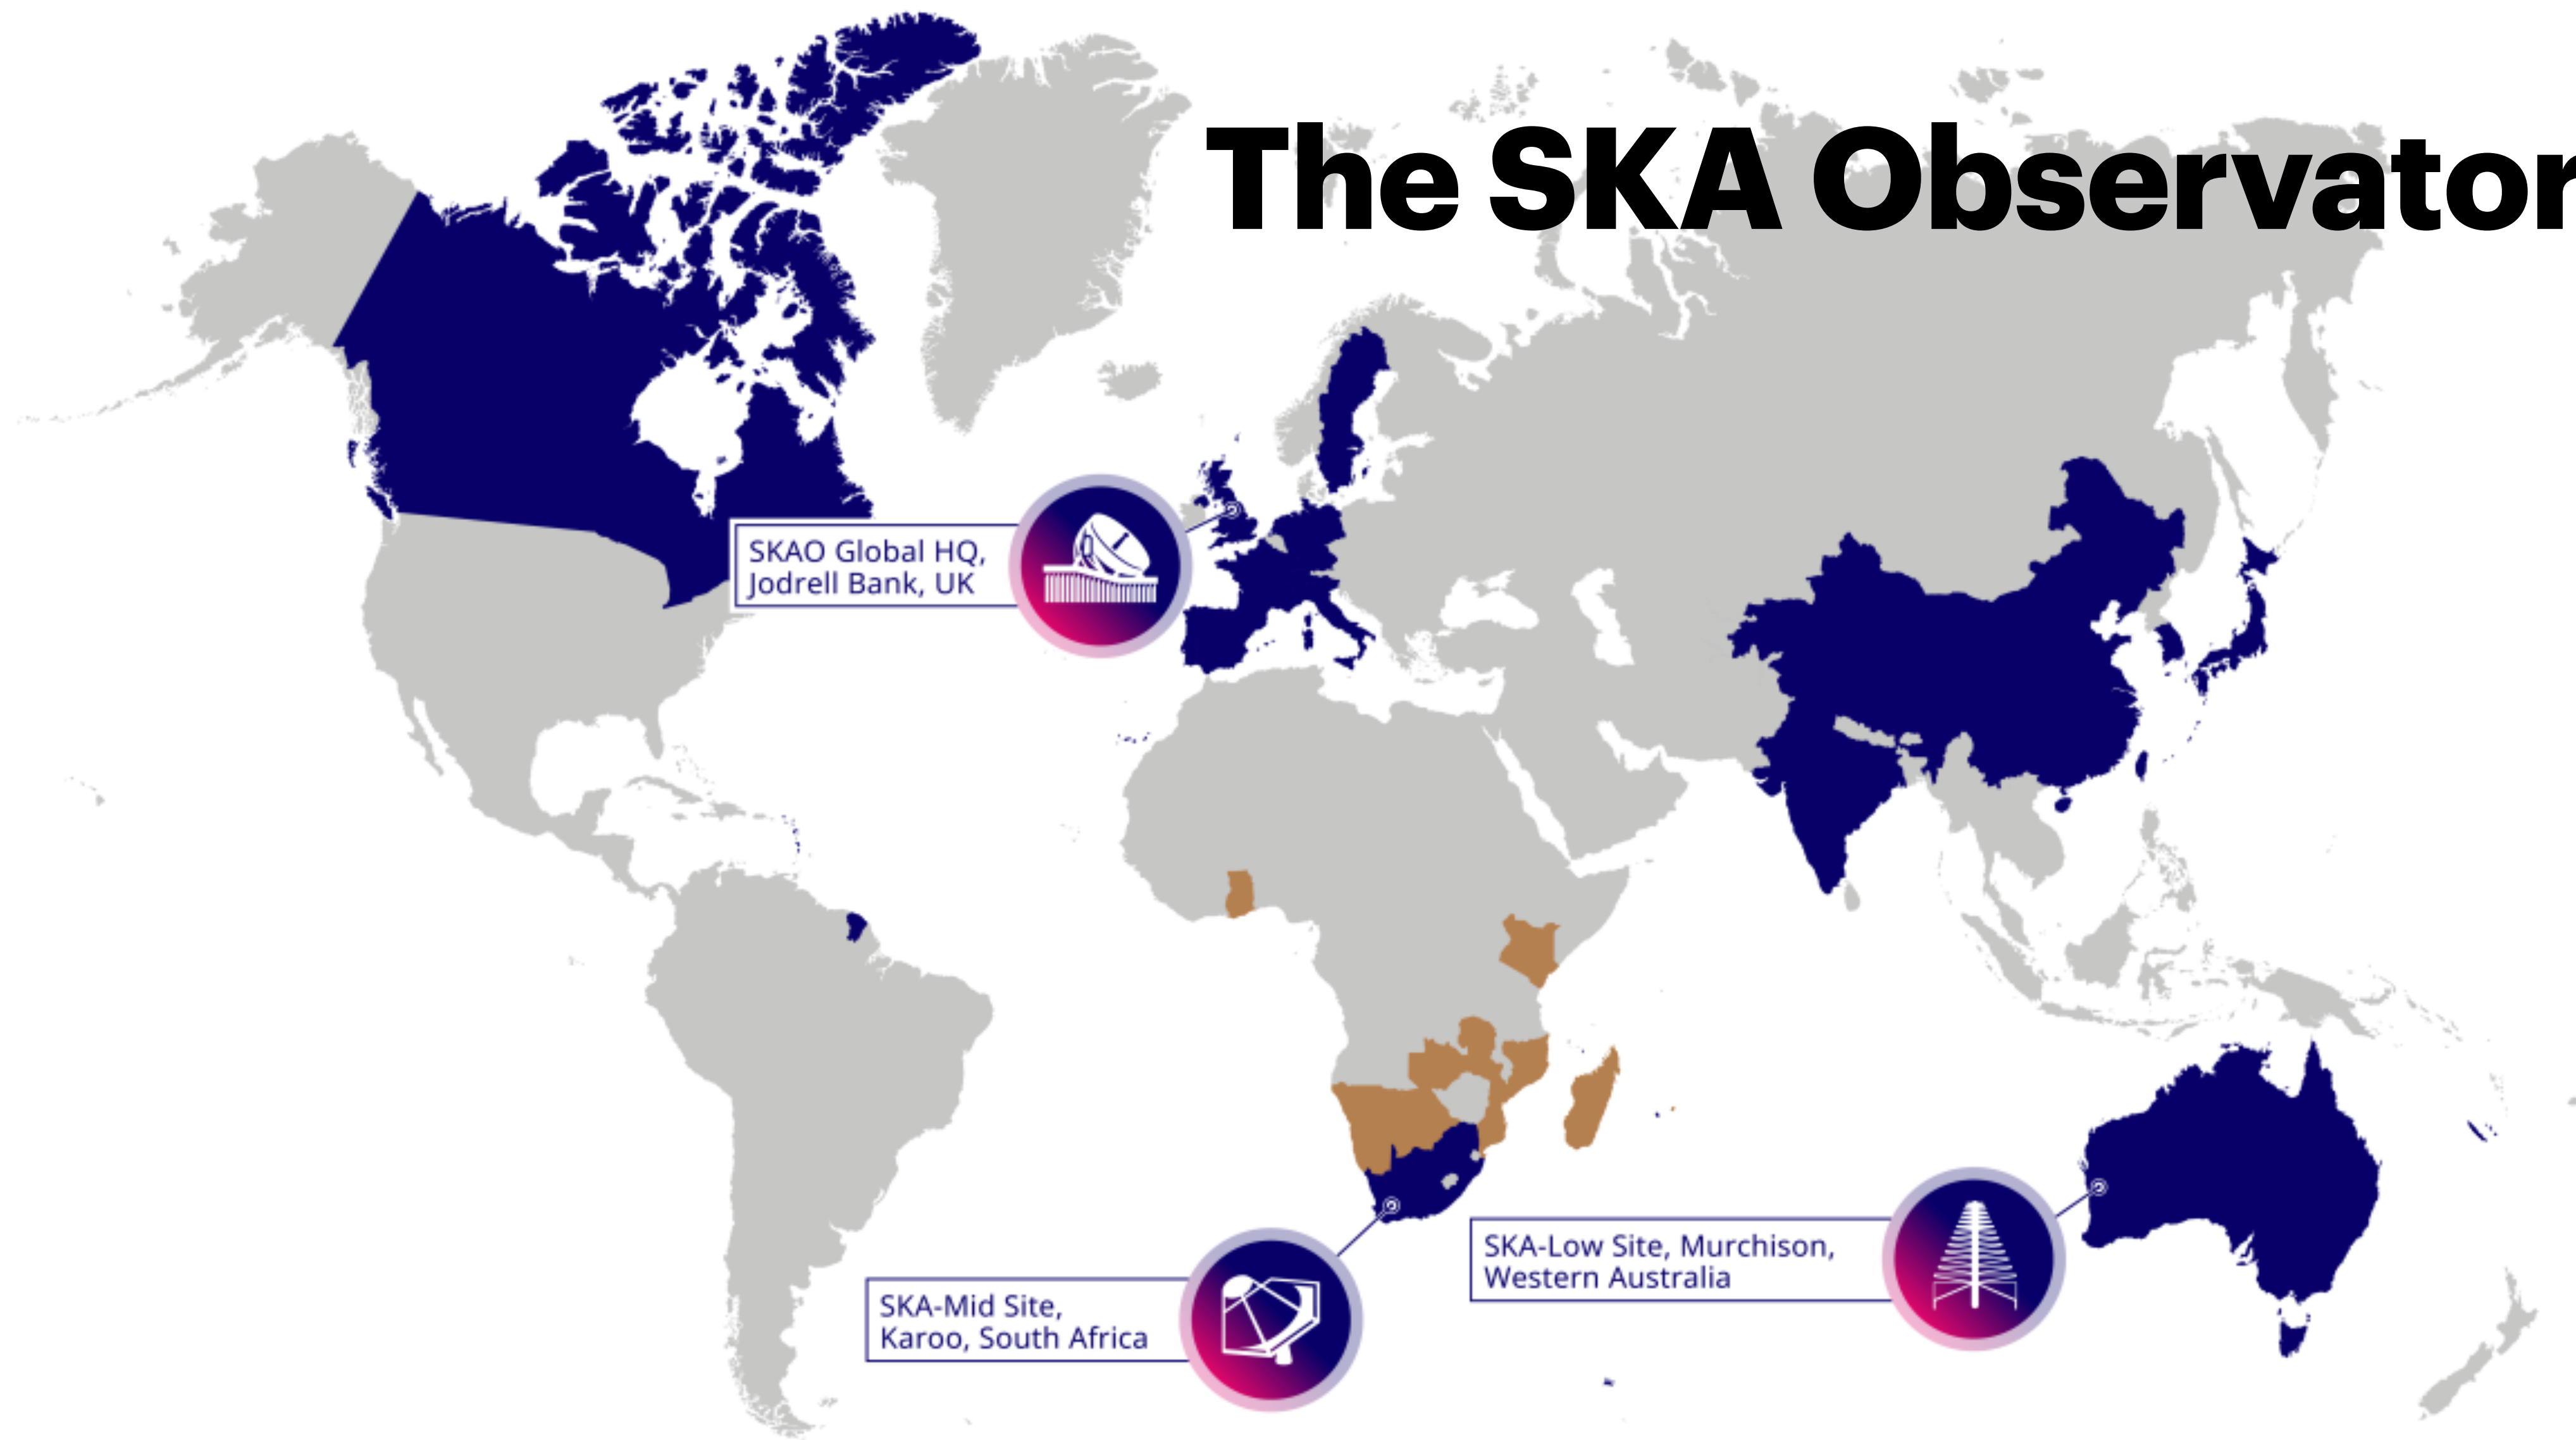 The SKA Observator
SKAO Global HQ,
Jodrell Bank, UK
SKA-Low Site, Murchison,
Western Australia
SKA-Mid Site,
Karoo, South Africa